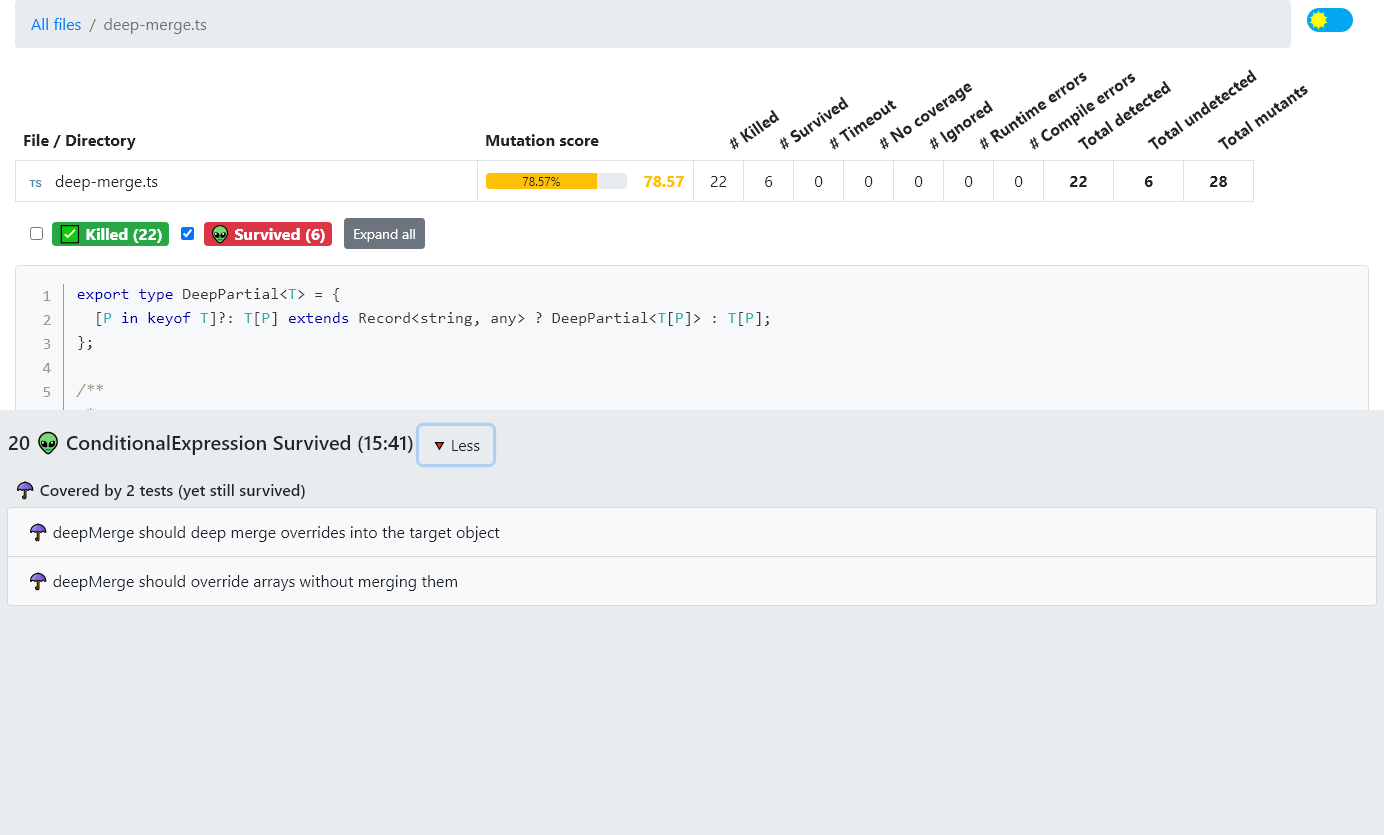 All files / deep-merge.ts
File / Directory
Mutation score
# Killed
# Survived
# Timeout
# No coverage
# Ignored
# Runtime errors
# Compile errors
Total detected
Total undetected
Total mutants
TS deep-merge.ts 78.57% 78.57 22 6 0 0 0 0 0 22 6 28
✅ Killed (22) 👽 Survived (6) Expand all
1 export type DeepPartial<T> = {
2 [P in keyof T]?: T[P] extends Record<string, any> ? DeepPartial<T[P]> : T[P];
3 };
4
5 /**
20 👽 ConditionalExpression Survived (15:41) 🔻 Less
☂️ Covered by 2 tests (yet still survived)
☂️ deepMerge should deep merge overrides into the target object
☂️ deepMerge should override arrays without merging them